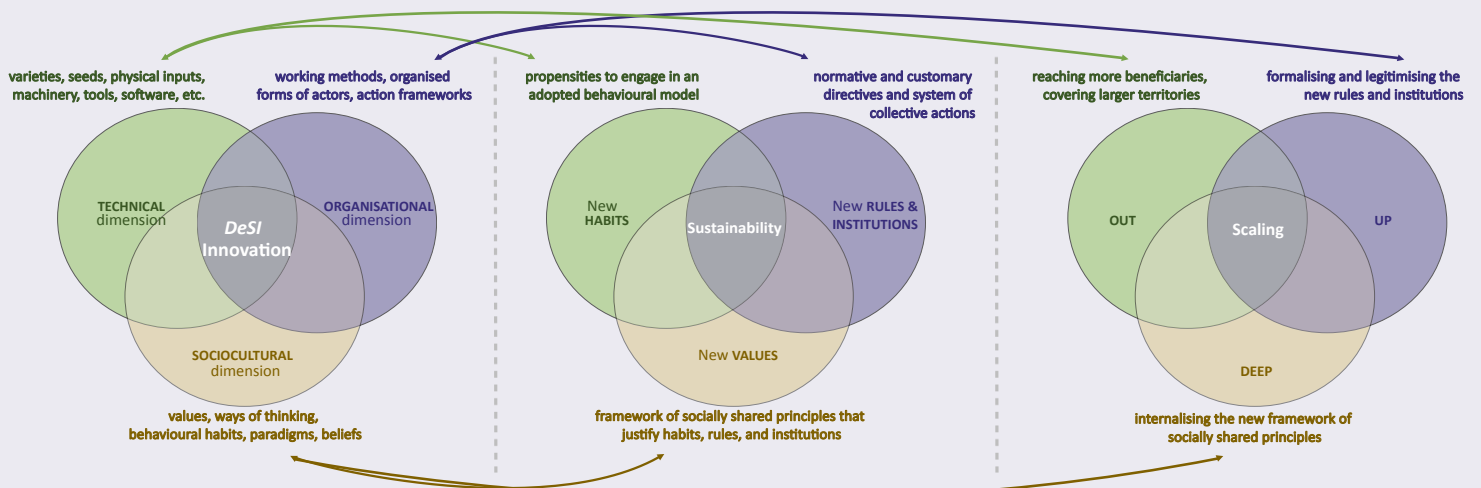 varieties, seeds, physical inputs,
machinery, tools, software, etc.
working methods, organised
forms of actors, action frameworks
TECHNICAL
dimension
ORGANISATIONAL
dimension
DeSI
Innovation
SOCIOCULTURAL
dimension
values, ways of thinking,
behavioural habits, paradigms, beliefs
propensities to engage in an
adopted behavioural model
normative and customary
directives and system of
collective actions
New
HABITS
Sustainability
New RULES &
INSTITUTIONS
New VALUES
framework of socially shared principles that
justify habits, rules, and institutions
reaching more beneficiaries,
covering larger territories
formalising and legitimising the
new rules and institutions
OUT
Scaling
UP
DEEP
internalising the new framework of
socially shared principles